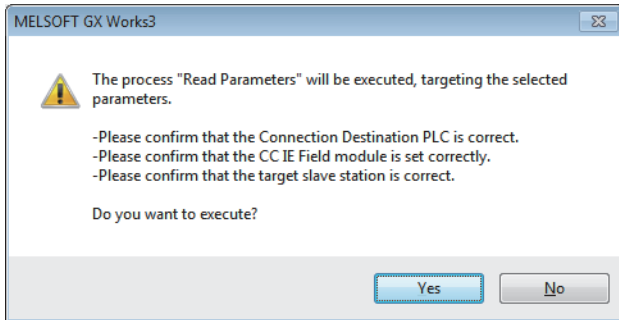 MELSOFT GX Works3
The process "Read Parameters" will be executed, targeting the selected
parameters.
-Please confirm that the Connection Destination PLC is correct.
-Please confirm that the CC IE Field module is set correctly.
-Please confirm that the target slave station is correct.
Do you want to execute?
Yes
No